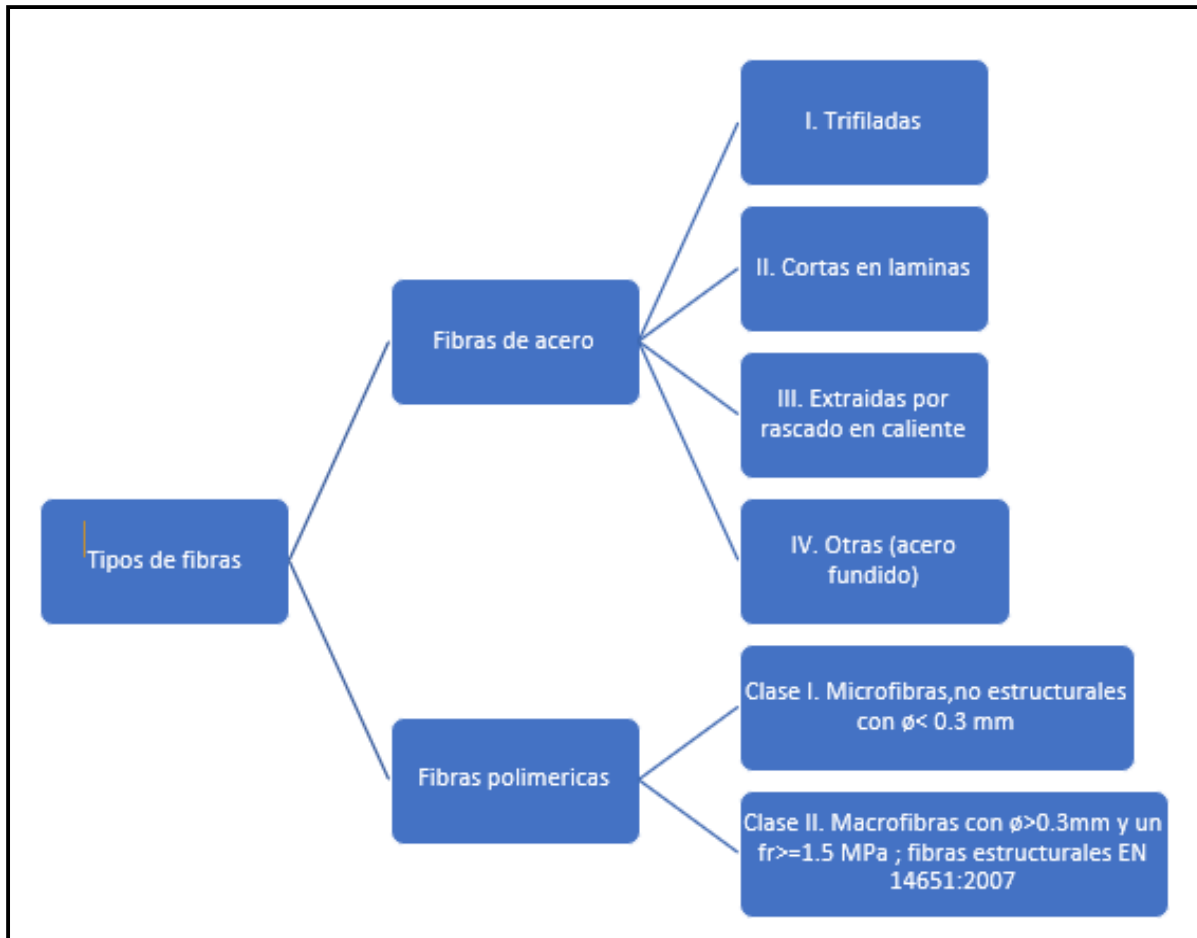 Tipos de fibras
Fibras de acero
I. Trifiladas
II. Cortas en laminas
III. Extraidas por
rascado en caliente
IV. Otras (acero
fundido)
Fibras polimericas
Clase I. Microfibras,no estructurales
con ø< 0.3 mm
Clase II. Macrofibras con ø>0.3mm y un
fr>=1.5 MPa ; fibras estructurales EN
14651:2007